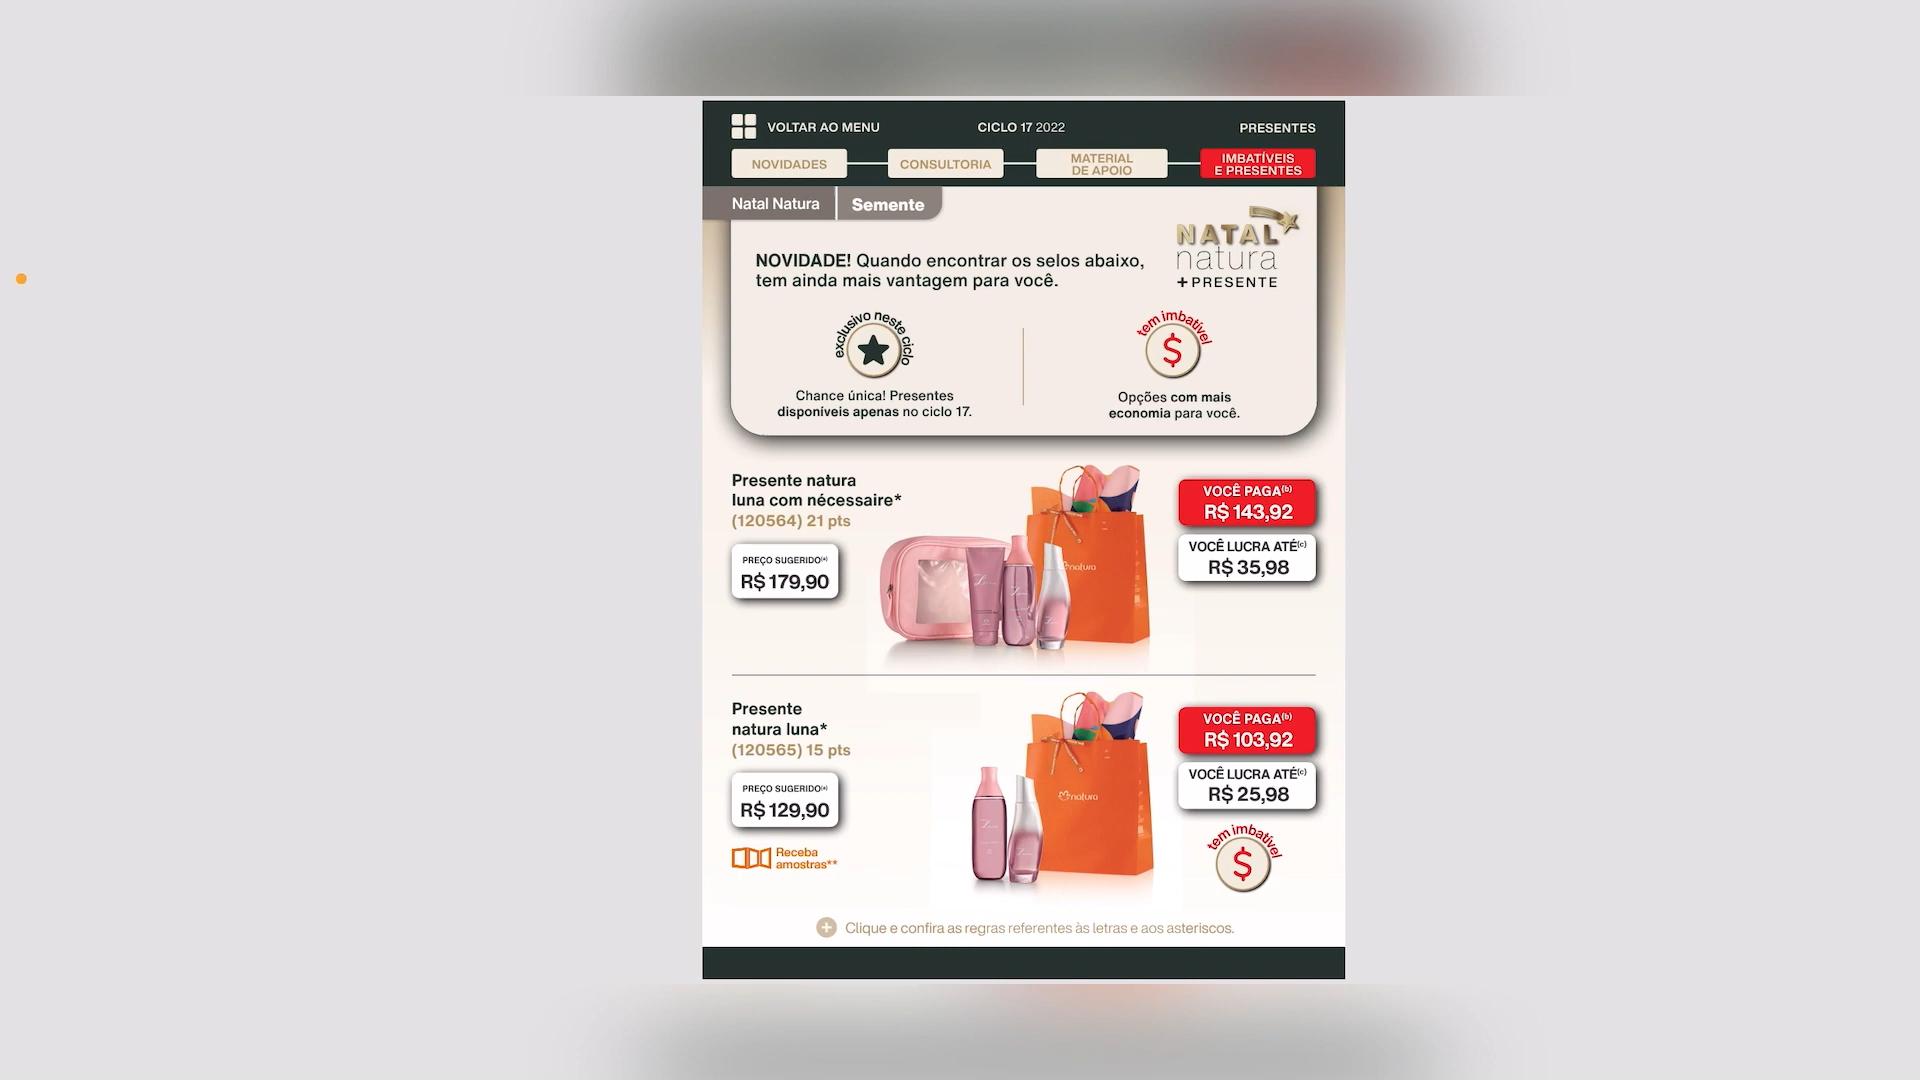 VOLTAR AO MENU
CICLO 17 2022
PRESENTES
NOVIDADES
CONSULTORIA
MATERIAL
DE APOIO
IMBATÍVEIS
E PRESENTES
Natal Natura
Semente
NOVIDADE! Quando encontrar os selos abaixo,
tem ainda mais vantagem para você.
NATAL
natura
+PRESENTE
exclusivo neste ciclo
Chance única! Presentes
disponíveis apenas no ciclo 17.
tem imbatível
$
Opções com mais
economia para você.
Presente natura
luna com nécessaire*
(120564) 21 pts
PREÇO SUGERIDO(a)
R$ 179,90
natura
VOCÊ PAGA(b)
R$ 143,92
VOCÊ LUCRA ATÉ(c)
R$ 35,98
Presente
natura luna*
(120565) 15 pts
PREÇO SUGERIDO(a)
R$ 129,90
Receba
amostras**
natura
VOCÊ PAGA(b)
R$ 103,92
VOCÊ LUCRA ATÉ(c)
R$ 25,98
tem imbatível
$
Clique e confira as regras referentes às letras e aos asteriscos.